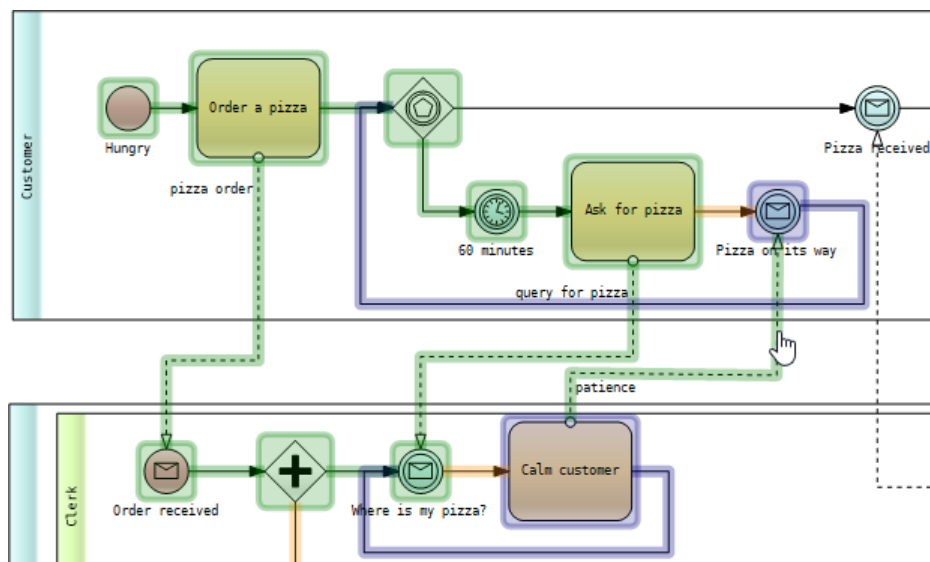 Customer
Hungry
Order a pizza
pizza order
60 minutes
Ask for pizza
query for pizza
Pizza on its way
Pizza received
patience
Clerk
Order received
Where is my pizza?
Calm customer